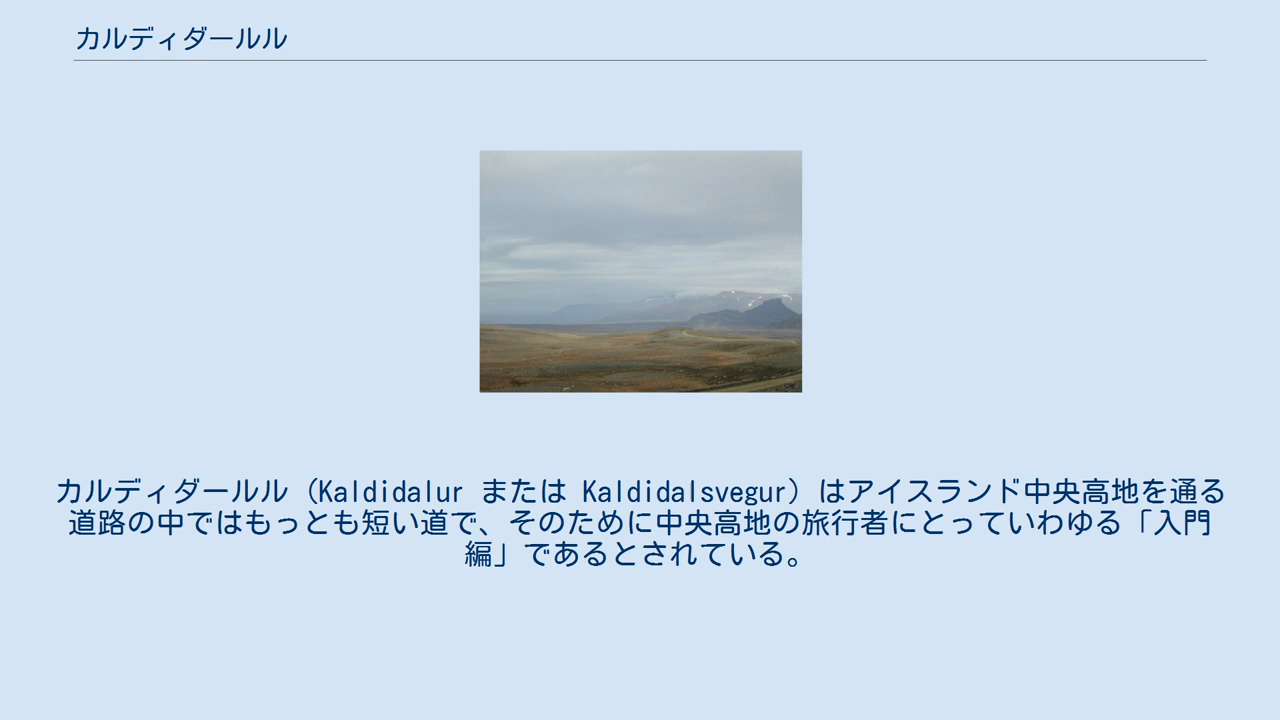 カルディダールル
カルディダールル（Kaldidalur または Kaldidalsvegur）はアイスランド中央高地を通る
道路の中ではもっとも短い道で、そのために中央高地の旅行者にとっていわゆる「入門
編」であるとされている。